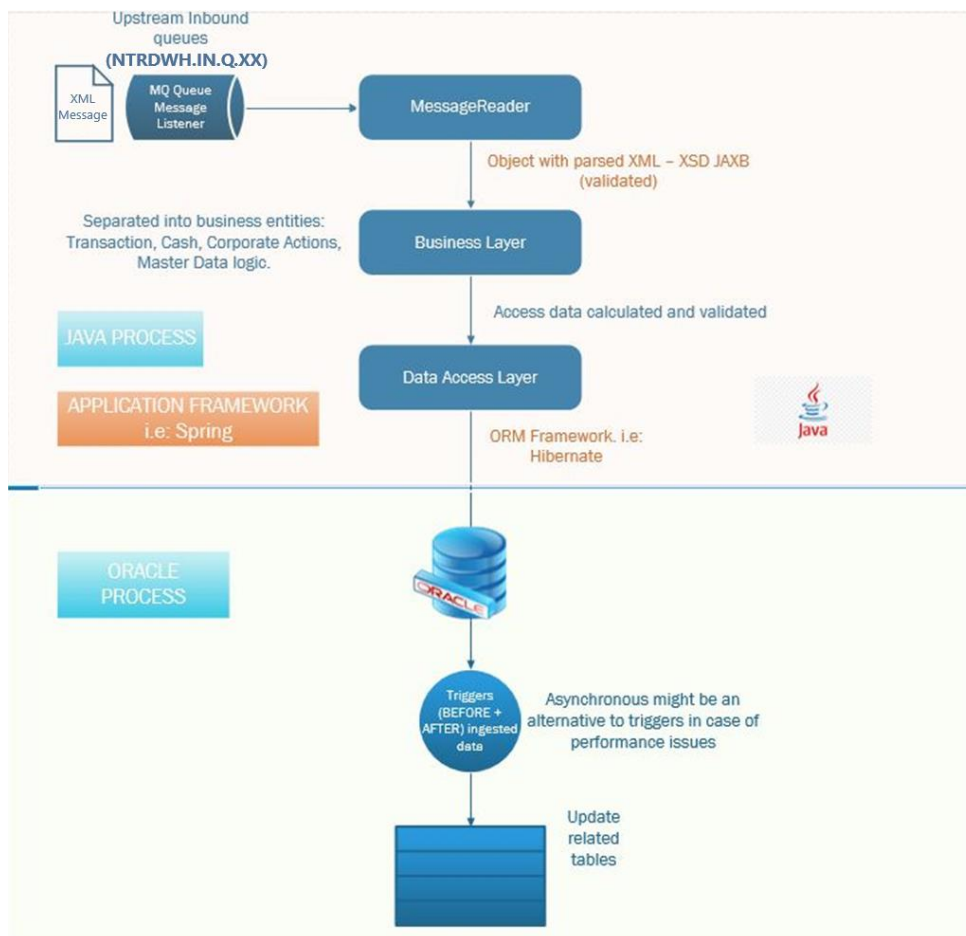 Upstream Inbound
queues
(NTRDWH.IN.Q.XX)
XML
Message
MQ Queue
Message
Listener
MessageReader
Object with parsed XML – XSD JAXB
(validated)
Separated into business entities:
Transaction, Cash, Corporate Actions,
Master Data logic.
Business Layer
Access data calculated and validated
JAVA PROCESS
Data Access Layer
APPLICATION FRAMEWORK
i.e: Spring
Java
ORM Framework. i.e:
Hibernate
ORACLE
PROCESS
ORACLE
Triggers
(BEFORE +
AFTER) ingested
data
Asynchronous might be an
alternative to triggers in case of
performance issues
Update
related
tables